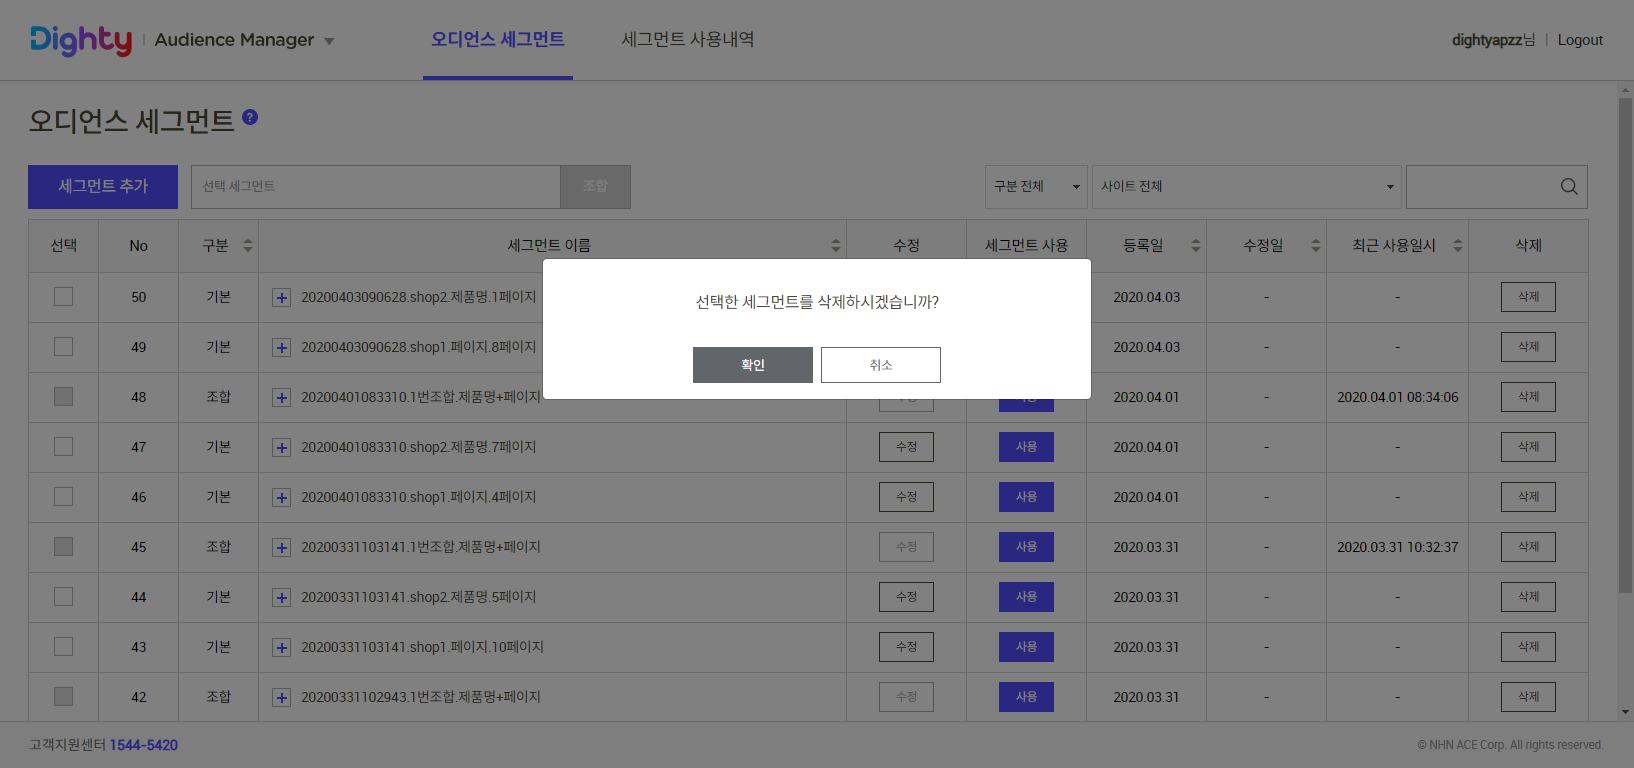 Dighty | Audience Manager 오디언스 세그먼트 세그먼트 사용내역 dightyapzz님 | Logout
오디언스 세그먼트 ?
세그먼트 추가 선택 세그먼트 조합 구분 전체 사이트 전체
선택 No 구분 세그먼트 이름 수정 세그먼트 사용 등록일 수정일 최근 사용일시 삭제
50 기본 + 20200403090628.shop2.제품명.1페이지 2020.04.03 - - 삭제
선택한 세그먼트를 삭제하시겠습니까?
49 기본 + 20200403090628.shop1.페이지.8페이지 2020.04.03 - - 삭제
확인 취소
48 조합 + 20200401083310.1번조합.제품명+페이지 2020.04.01 - 2020.04.01 08:34:06 삭제
47 기본 + 20200401083310.shop2.제품명.7페이지 수정 사용 2020.04.01 - - 삭제
46 기본 + 20200401083310.shop1.페이지.4페이지 수정 사용 2020.04.01 - - 삭제
45 조합 + 20200331103141.1번조합.제품명+페이지 수정 사용 2020.03.31 - 2020.03.31 10:32:37 삭제
44 기본 + 20200331103141.shop2.제품명.5페이지 수정 사용 2020.03.31 - - 삭제
43 기본 + 20200331103141.shop1.페이지.10페이지 수정 사용 2020.03.31 - - 삭제
42 조합 + 20200331102943.1번조합.제품명+페이지 수정 사용 2020.03.31 - - 삭제
고객지원센터 1544-5420 © NHN ACE Corp. All rights reserved.